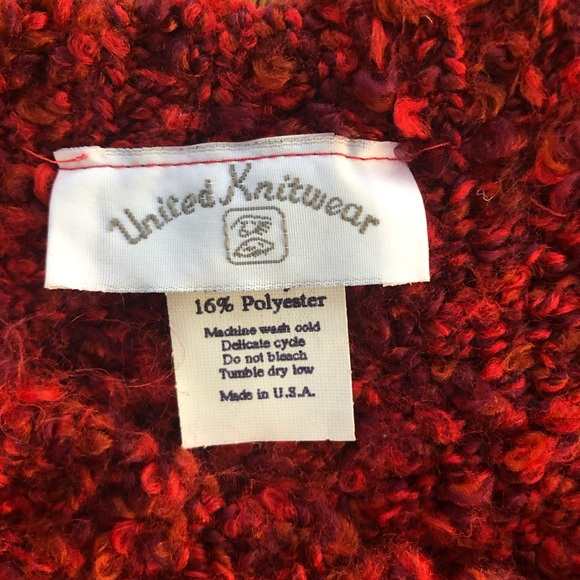 United Knitwear
16% Polyester
Machine wash cold
Delicate cycle
Do not bleach
Tumble dry low
Made in U.S.A.